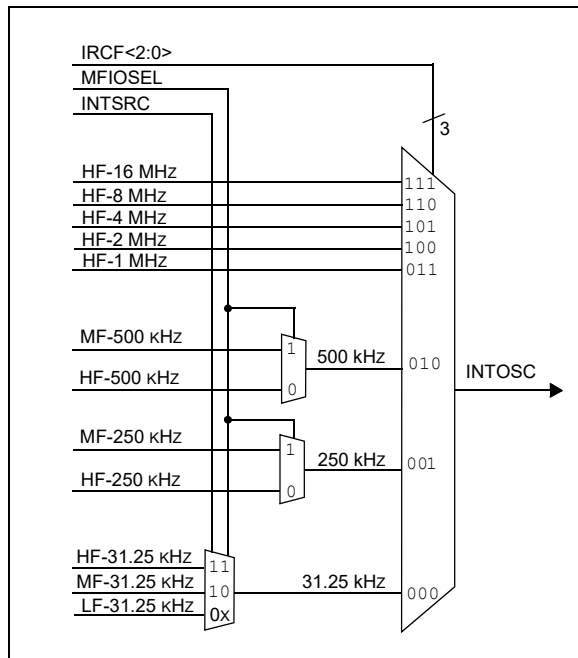 IRCF<2:0>
MFIOSEL
INTSRC
3
HF-16 MHz
111
HF-8 MHz
110
HF-4 MHz
101
HF-2 MHz
100
HF-1 MHz
011
MF-500 KHz
1
500 kHz
010
HF-500 KHz
0
INTOSC
MF-250 KHz
1
250 kHz
001
HF-250 KHz
0
HF-31.25 KHz
11
MF-31.25 KHz
10
31.25 kHz
000
LF-31.25 KHz
0X